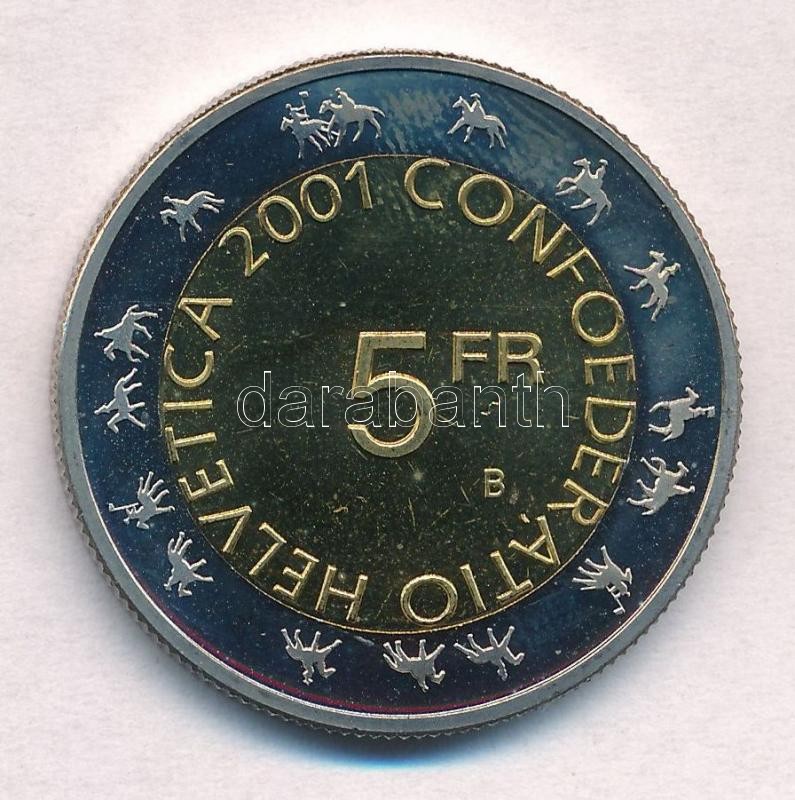 CONFOEDERATIO HELVETICA 2001
5 FR
B
darabanth